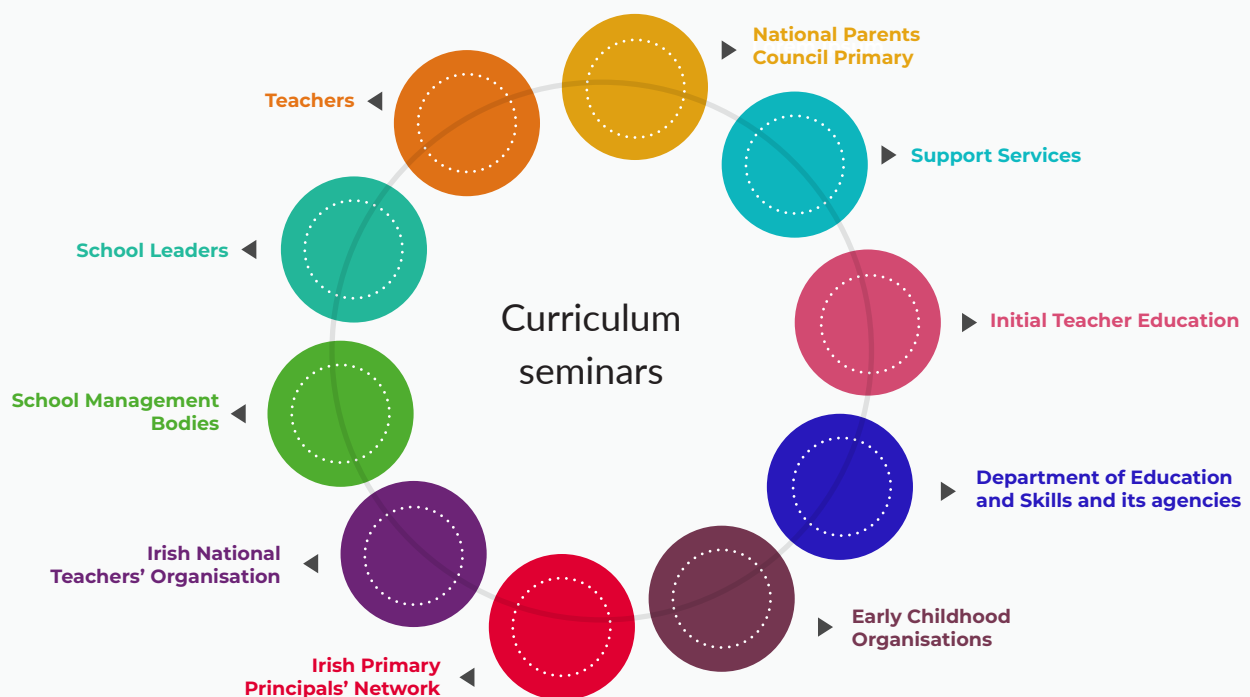 National Parents
Council Primary
Teachers
Support Services
School Leaders
Curriculum
seminars
Initial Teacher Education
School Management
Bodies
Department of Education
and Skills and its agencies
Irish National
Teachers’ Organisation
Early Childhood
Organisations
Irish Primary
Principals’ Network